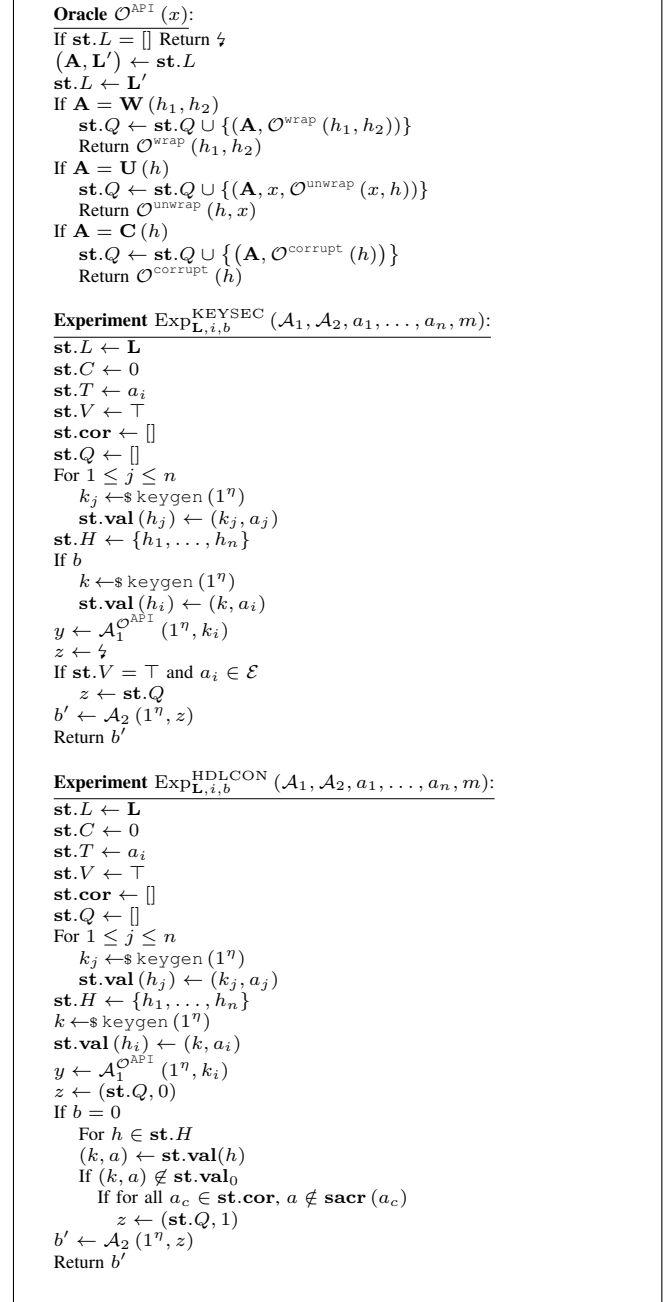 Oracle 𝒪^API (x):
If st.L = [] Return ↯
(A, L′) ← st.L
st.L ← L′
If A = W (h₁, h₂)
st.Q ← st.Q ∪ {(A, 𝒪^wrap (h₁, h₂))}
Return 𝒪^wrap (h₁, h₂)
If A = U (h)
st.Q ← st.Q ∪ {(A, x, 𝒪^unwrap (x, h))}
Return 𝒪^unwrap (h, x)
If A = C (h)
st.Q ← st.Q ∪ {(A, 𝒪^corrupt (h))}
Return 𝒪^corrupt (h)
Experiment Exp^KEYSEC_L,i,b (𝒜₁, 𝒜₂, a₁, . . . , aₙ, m):
st.L ← L
st.C ← 0
st.T ← aᵢ
st.V ← ⊤
st.cor ← []
st.Q ← []
For 1 ≤ j ≤ n
kⱼ ←$ keygen (1^η)
st.val (hⱼ) ← (kⱼ, aⱼ)
st.H ← {h₁, . . . , hₙ}
If b
k ←$ keygen (1^η)
st.val (hᵢ) ← (k, aᵢ)
y ← 𝒜₁^𝒪^API (1^η, kᵢ)
z ← ↯
If st.V = ⊤ and aᵢ ∈ ℰ
z ← st.Q
b′ ← 𝒜₂ (1^η, z)
Return b′
Experiment Exp^HDLCON_L,i,b (𝒜₁, 𝒜₂, a₁, . . . , aₙ, m):
st.L ← L
st.C ← 0
st.T ← aᵢ
st.V ← ⊤
st.cor ← []
st.Q ← []
For 1 ≤ j ≤ n
kⱼ ←$ keygen (1^η)
st.val (hⱼ) ← (kⱼ, aⱼ)
st.H ← {h₁, . . . , hₙ}
k ←$ keygen (1^η)
st.val (hᵢ) ← (k, aᵢ)
y ← 𝒜₁^𝒪^API (1^η, kᵢ)
z ← (st.Q, 0)
If b = 0
For h ∈ st.H
(k, a) ← st.val(h)
If (k, a) ∉ st.val₀
If for all a_c ∈ st.cor, a ∉ sacr (a_c)
z ← (st.Q, 1)
b′ ← 𝒜₂ (1^η, z)
Return b′